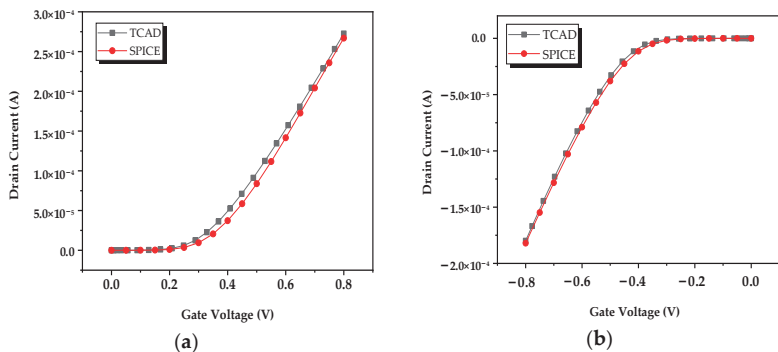 TCAD
SPICE
3.0×10⁻⁴
2.5×10⁻⁴
2.0×10⁻⁴
1.5×10⁻⁴
1.0×10⁻⁴
5.0×10⁻⁵
0.0
Drain Current (A)
0.0 0.2 0.4 0.6 0.8
Gate Voltage (V)
(a)
TCAD
SPICE
0.0
−5.0×10⁻⁵
−1.0×10⁻⁴
−1.5×10⁻⁴
−2.0×10⁻⁴
Drain Current (A)
−0.8 −0.6 −0.4 −0.2 0.0
Gate Voltage (V)
(b)